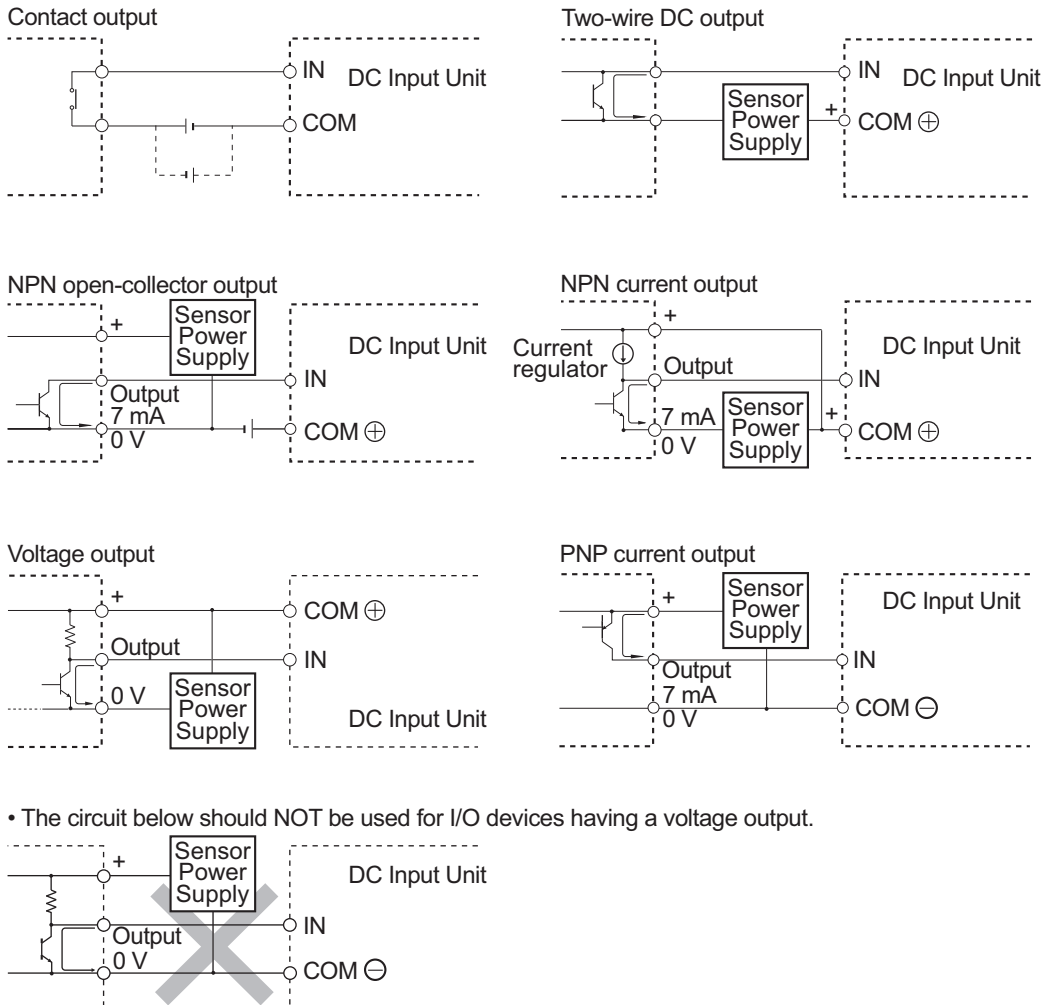 Contact output
IN
DC Input Unit
COM
Two-wire DC output
IN
DC Input Unit
Sensor
Power
Supply
+
COM ⊕
NPN open-collector output
+
Sensor
Power
Supply
DC Input Unit
IN
Output
7 mA
0 V
COM ⊕
NPN current output
+
Current
regulator
DC Input Unit
Output
IN
7 mA
0 V
Sensor
Power
Supply
+
COM ⊕
Voltage output
+
COM ⊕
Output
IN
0 V
Sensor
Power
Supply
DC Input Unit
PNP current output
+
Sensor
Power
Supply
DC Input Unit
IN
Output
7 mA
0 V
COM ⊖
• The circuit below should NOT be used for I/O devices having a voltage output.
+
Sensor
Power
Supply
DC Input Unit
IN
Output
0 V
COM ⊖